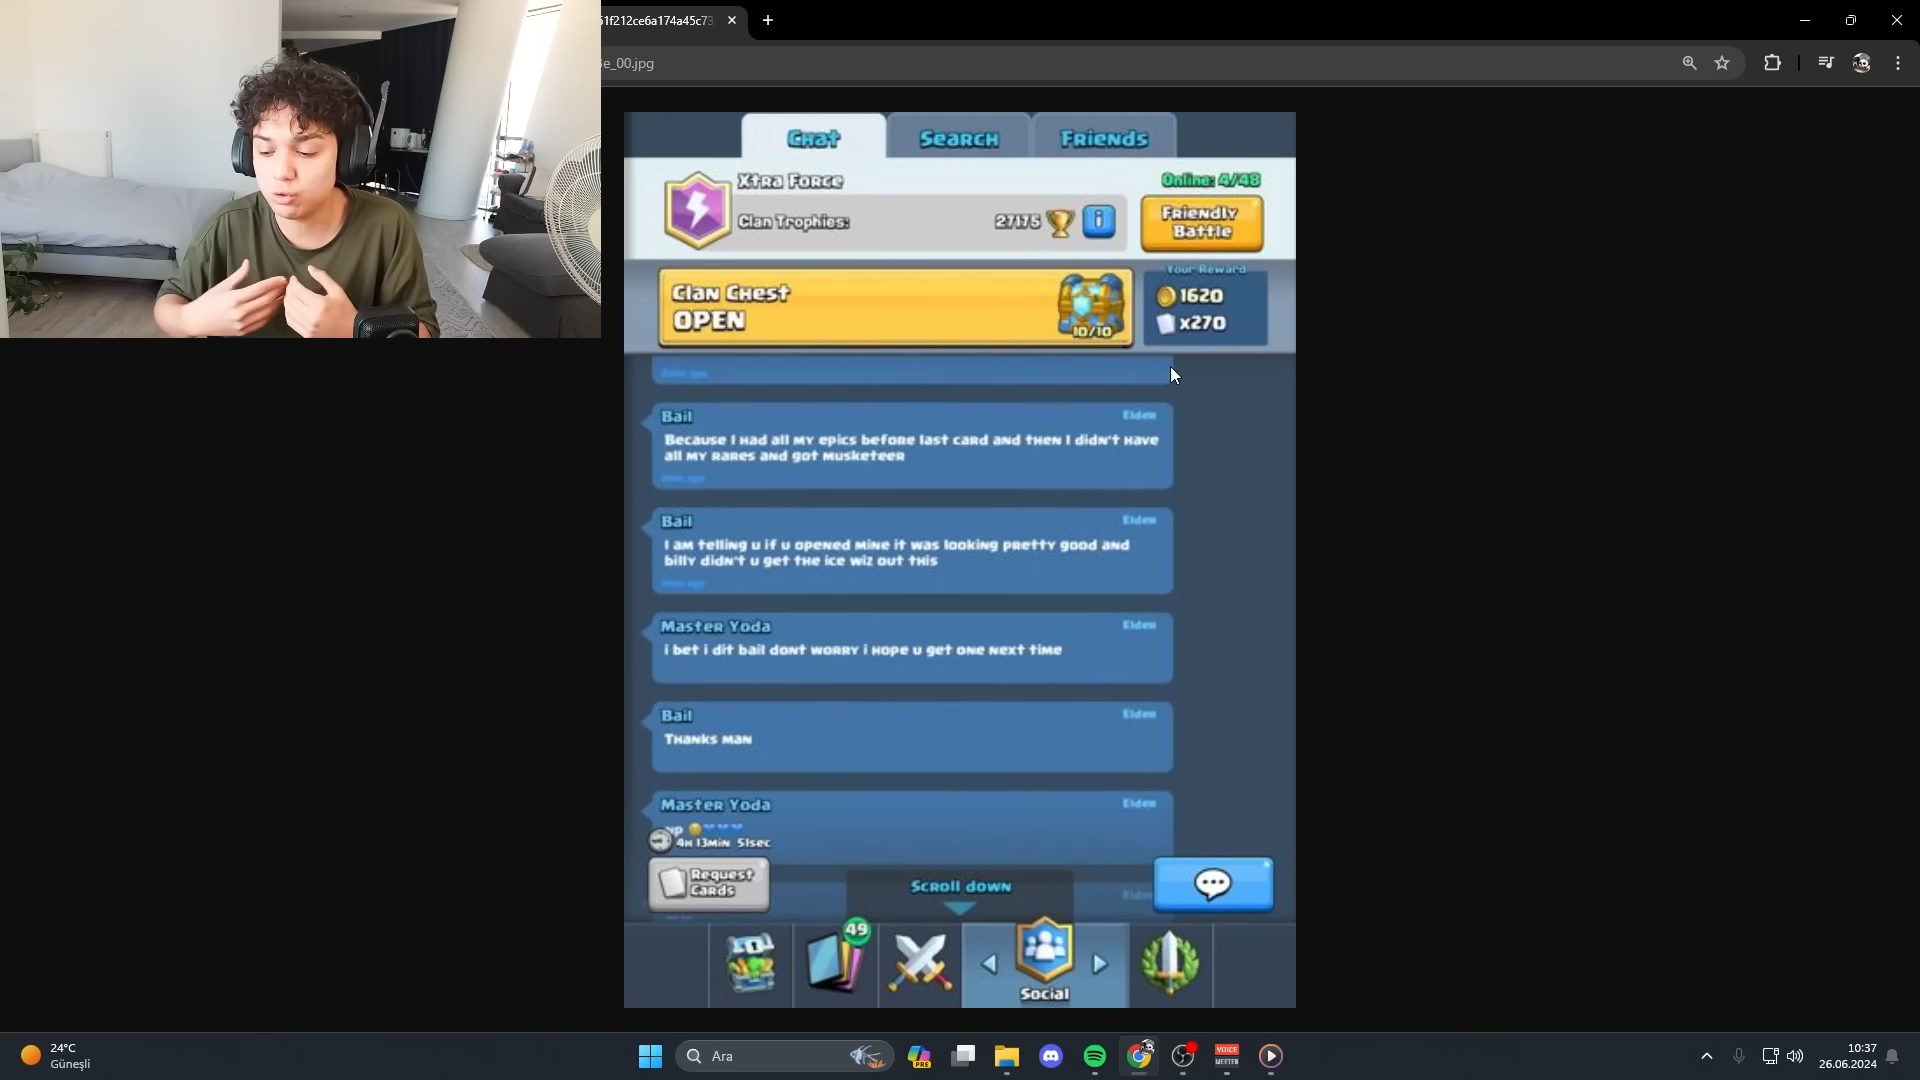 51f212ce6a174a45c73
e_00.jpg
Chat
Search
Friends
Xtra Force
Online: 4/48
Clan Trophies:
27175
Friendly
Battle
Clan Chest
OPEN
10/10
Your Reward
1620
x270
Bail
Elder
Because I had all my epics before last card and then I didn't have
all my rares and got musketeer
Bail
Elder
I am telling u if u opened mine it was looking pretty good and
billy didn't u get the ice wiz out this
Master Yoda
Elder
i bet i dit bail dont worry i hope u get one next time
Bail
Elder
Thanks man
Master Yoda
Elder
4h 13min 51sec
Request
Cards
Scroll down
Elder
49
Social
24°C
Güneşli
Ara
PRE
VOICE
MEETER
10:37
26.06.2024